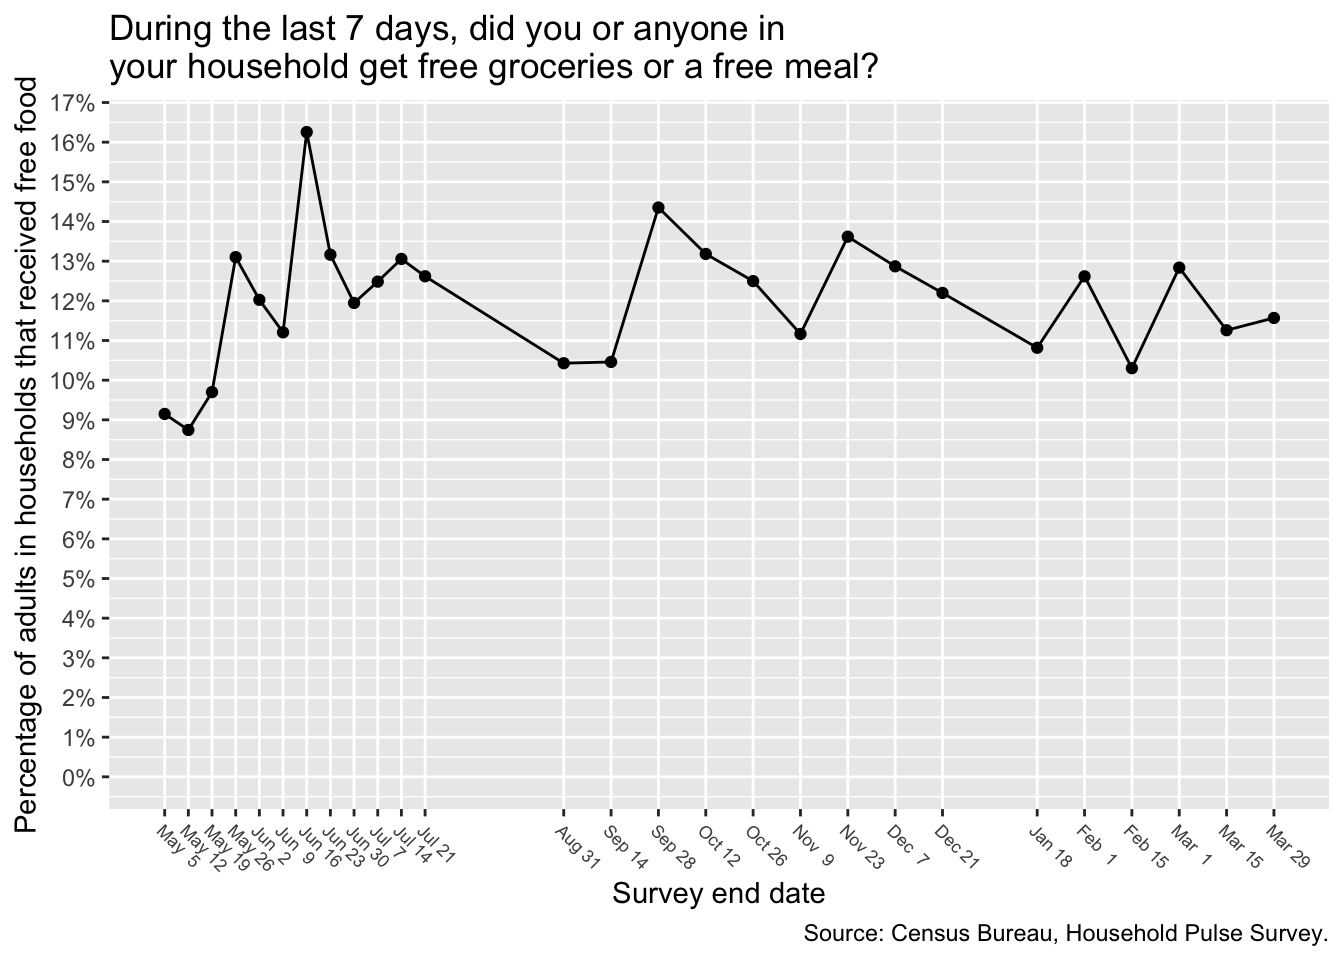 During the last 7 days, did you or anyone in
your household get free groceries or a free meal?
Percentage of adults in households that received free food
17%
16%
15%
14%
13%
12%
11%
10%
9%
8%
7%
6%
5%
4%
3%
2%
1%
0%
May 5
May 12
May 19
May 26
Jun 2
Jun 9
Jun 16
Jun 23
Jun 30
Jul 7
Jul 14
Jul 21
Aug 31
Sep 14
Sep 28
Oct 12
Oct 26
Nov 9
Nov 23
Dec 7
Dec 21
Jan 18
Feb 1
Feb 15
Mar 1
Mar 15
Mar 29
Survey end date
Source: Census Bureau, Household Pulse Survey.